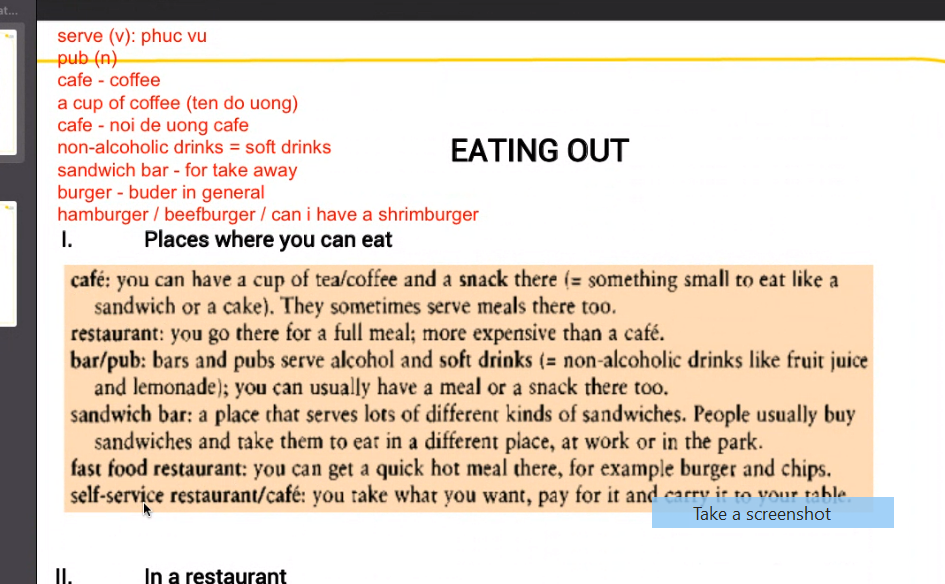 at...
serve (v): phuc vu
pub (n)
cafe - coffee
a cup of coffee (ten do uong)
cafe - noi de uong cafe
non-alcoholic drinks = soft drinks
sandwich bar - for take away
burger - buder in general
hamburger / beefburger / can i have a shrimburger
EATING OUT
I. Places where you can eat
café: you can have a cup of tea/coffee and a snack there (= something small to eat like a
sandwich or a cake). They sometimes serve meals there too.
restaurant: you go there for a full meal; more expensive than a café.
bar/pub: bars and pubs serve alcohol and soft drinks (= non-alcoholic drinks like fruit juice
and lemonade); you can usually have a meal or a snack there too.
sandwich bar: a place that serves lots of different kinds of sandwiches. People usually buy
sandwiches and take them to eat in a different place, at work or in the park.
fast food restaurant: you can get a quick hot meal there, for example burger and chips.
self-service restaurant/café: you take what you want, pay for it and carry it to your table.
Take a screenshot
II. In a restaurant